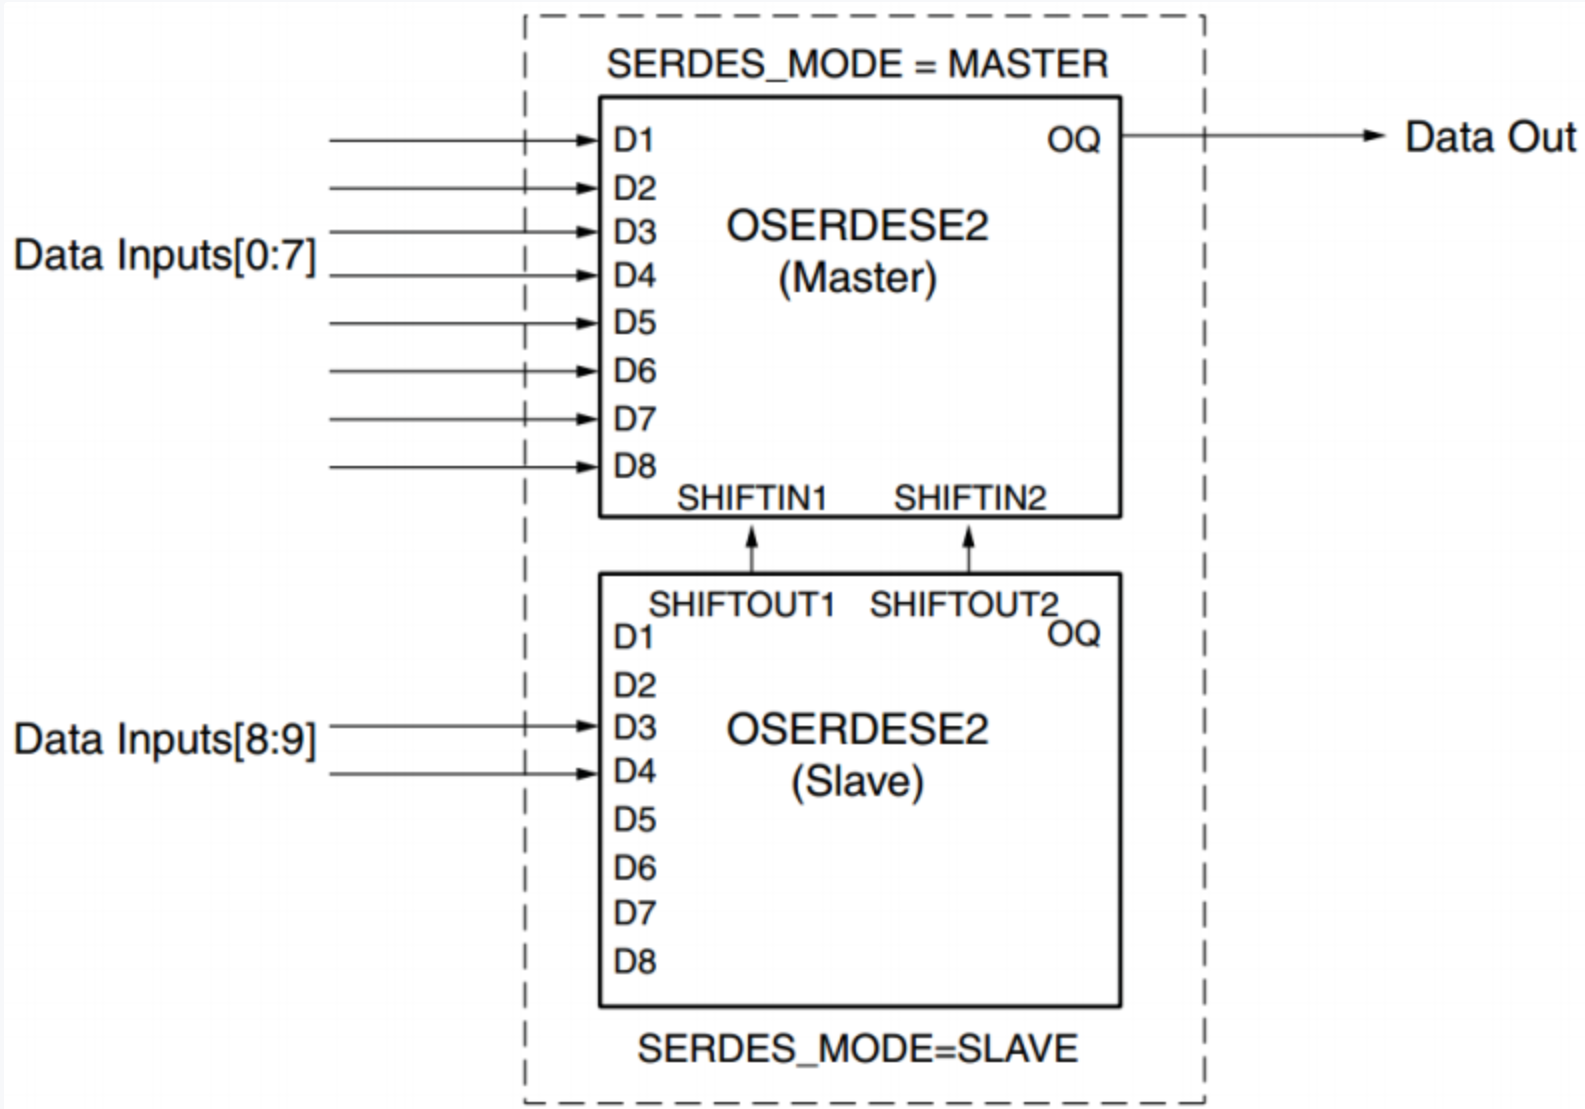 SERDES_MODE = MASTER
D1
OQ
Data Out
D2
D3
OSERDESE2
Data Inputs[0:7]
D4
(Master)
D5
D6
D7
D8
SHIFTIN1
SHIFTIN2
SHIFTOUT1
SHIFTOUT2
D1
OQ
D2
D3
OSERDESE2
Data Inputs[8:9]
D4
(Slave)
D5
D6
D7
D8
SERDES_MODE=SLAVE